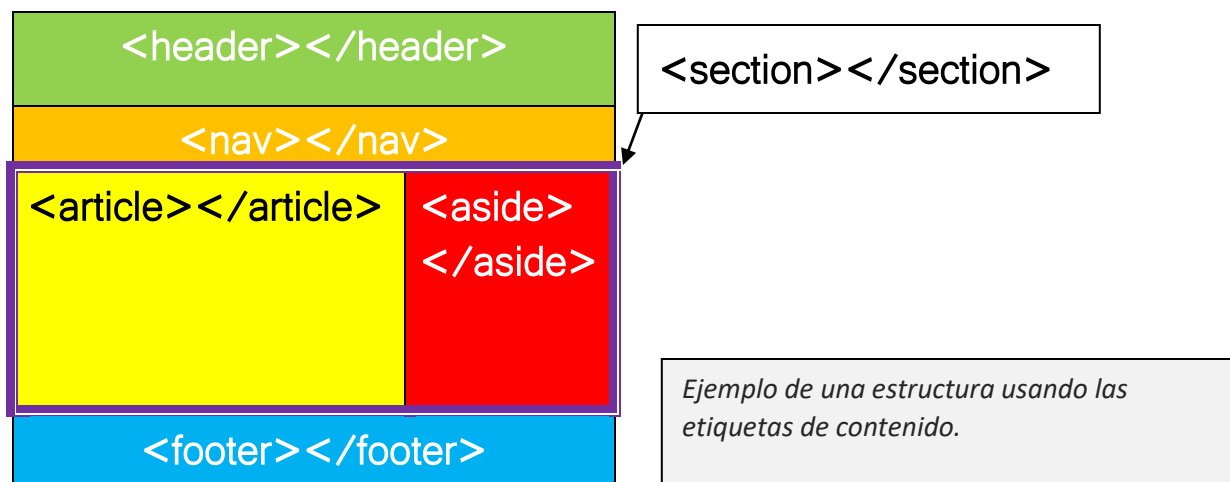 <header></header>
<section></section>
<nav></nav>
<article></article>
<aside>
</aside>
Ejemplo de una estructura usando las
etiquetas de contenido.
<footer></footer>